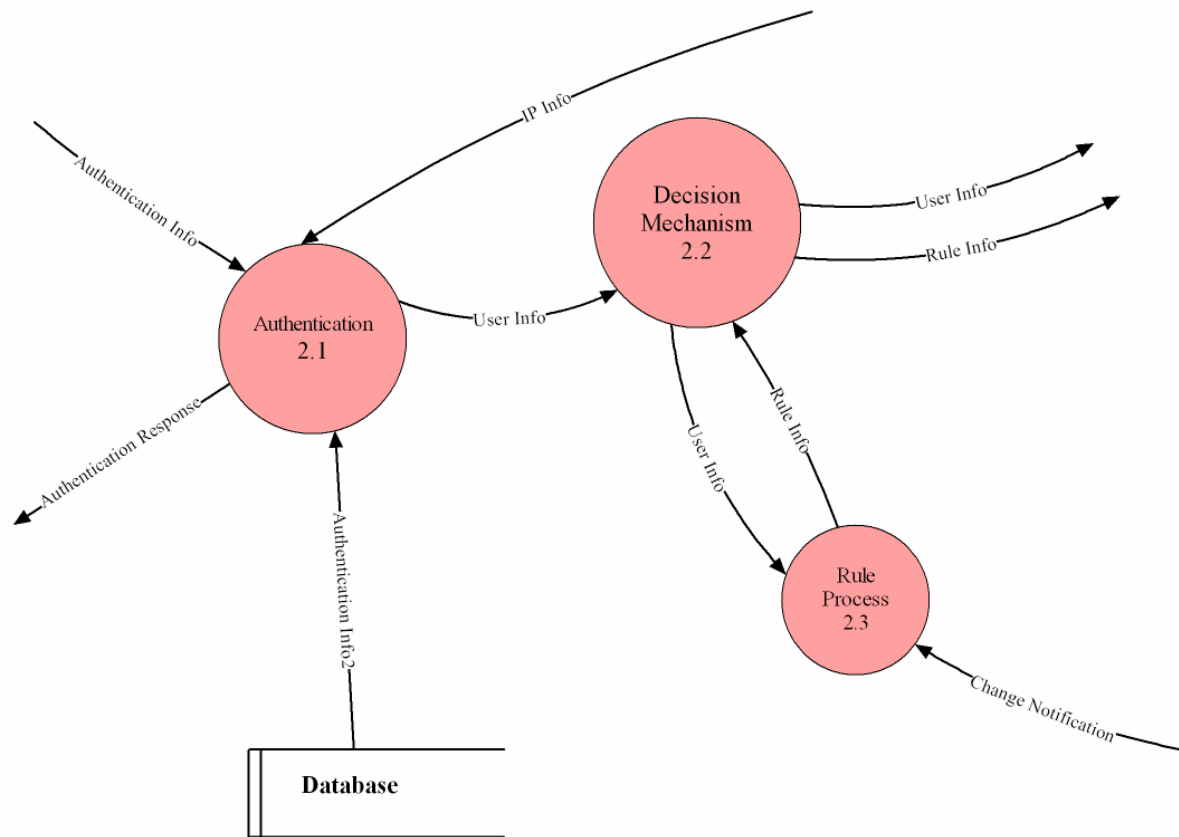 IP Info
Authentication Info
Decision
Mechanism
2.2
User Info
Rule Info
Authentication
2.1
User Info
Authentication Response
User Info
Rule Info
Authentication Info2
Rule
Process
2.3
Change Notification
Database